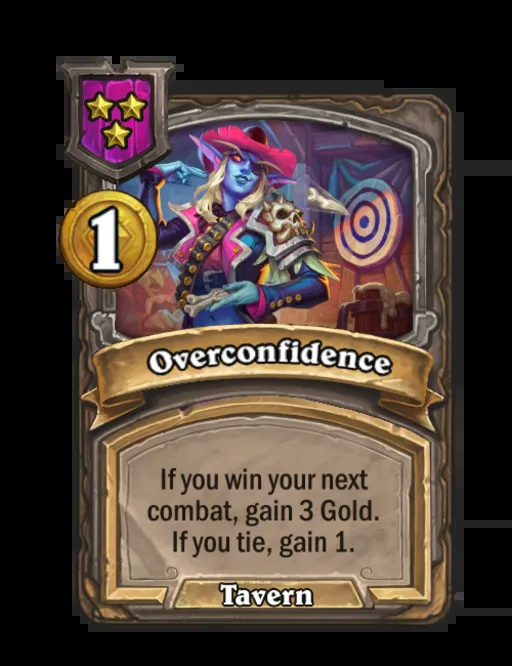 1
Overconfidence
If you win your next
combat, gain 3 Gold.
If you tie, gain 1.
Tavern